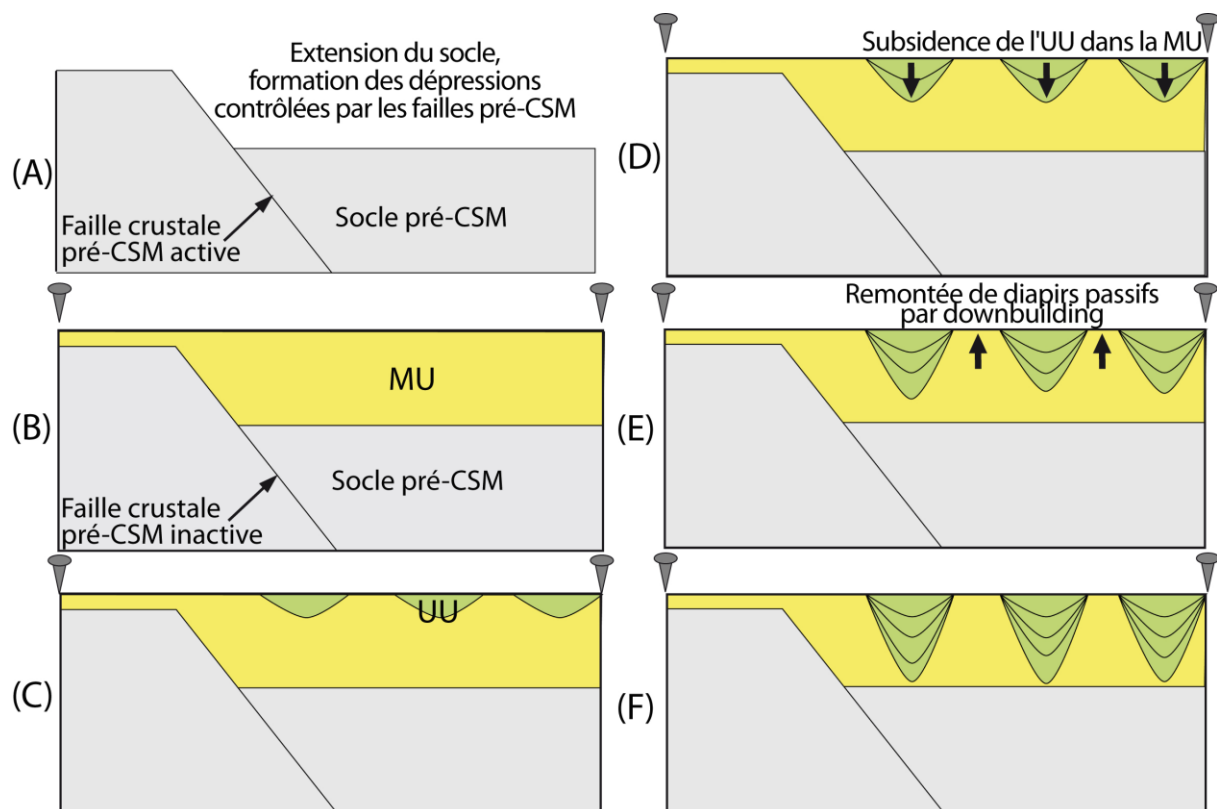 Extension du socle,
formation des dépressions
contrôlées par les failles pré-CSM
(A)
Faille crustale
pré-CSM active
Socle pré-CSM
MU
(B)
Socle pré-CSM
Faille crustale
pré-CSM inactive
UU
(C)
Subsidence de l'UU dans la MU
(D)
Remontée de diapirs passifs
par downbuilding
(E)
(F)